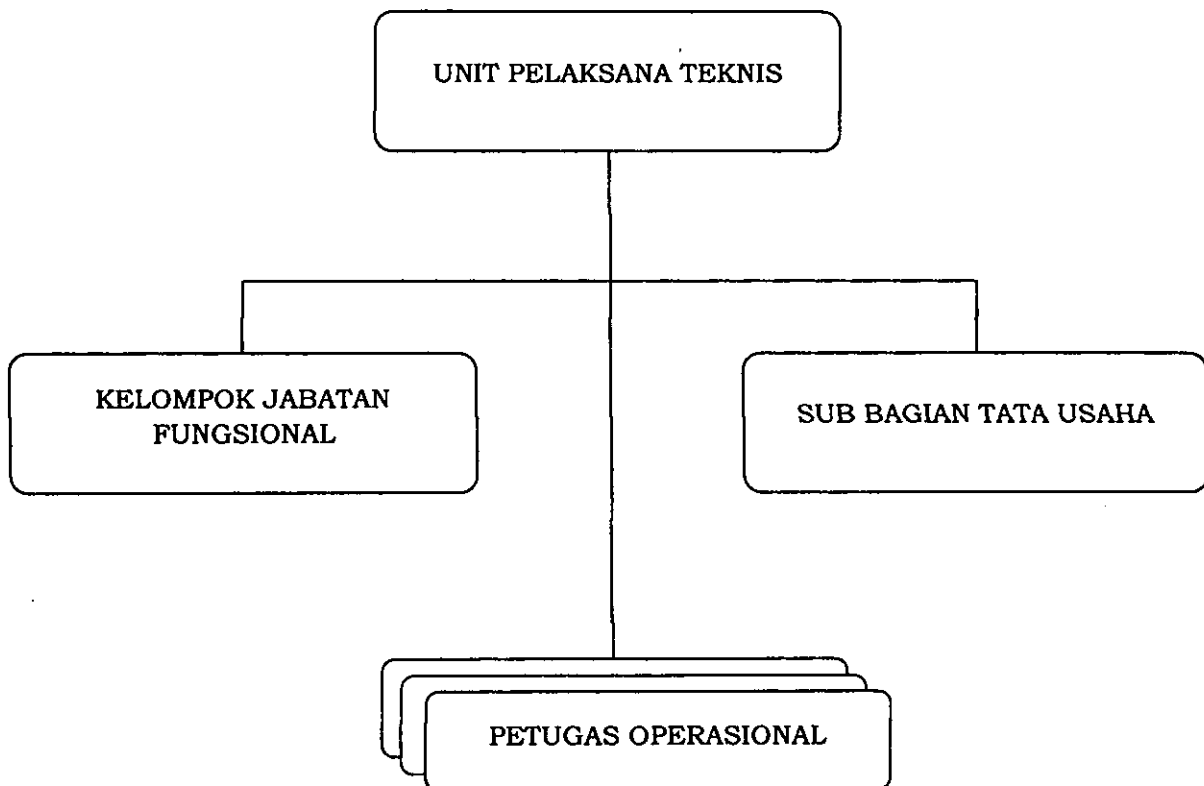 UNIT PELAKSANA TEKNIS
KELOMPOK JABATAN
FUNGSIONAL
SUB BAGIAN TATA USAHA
PETUGAS OPERASIONAL